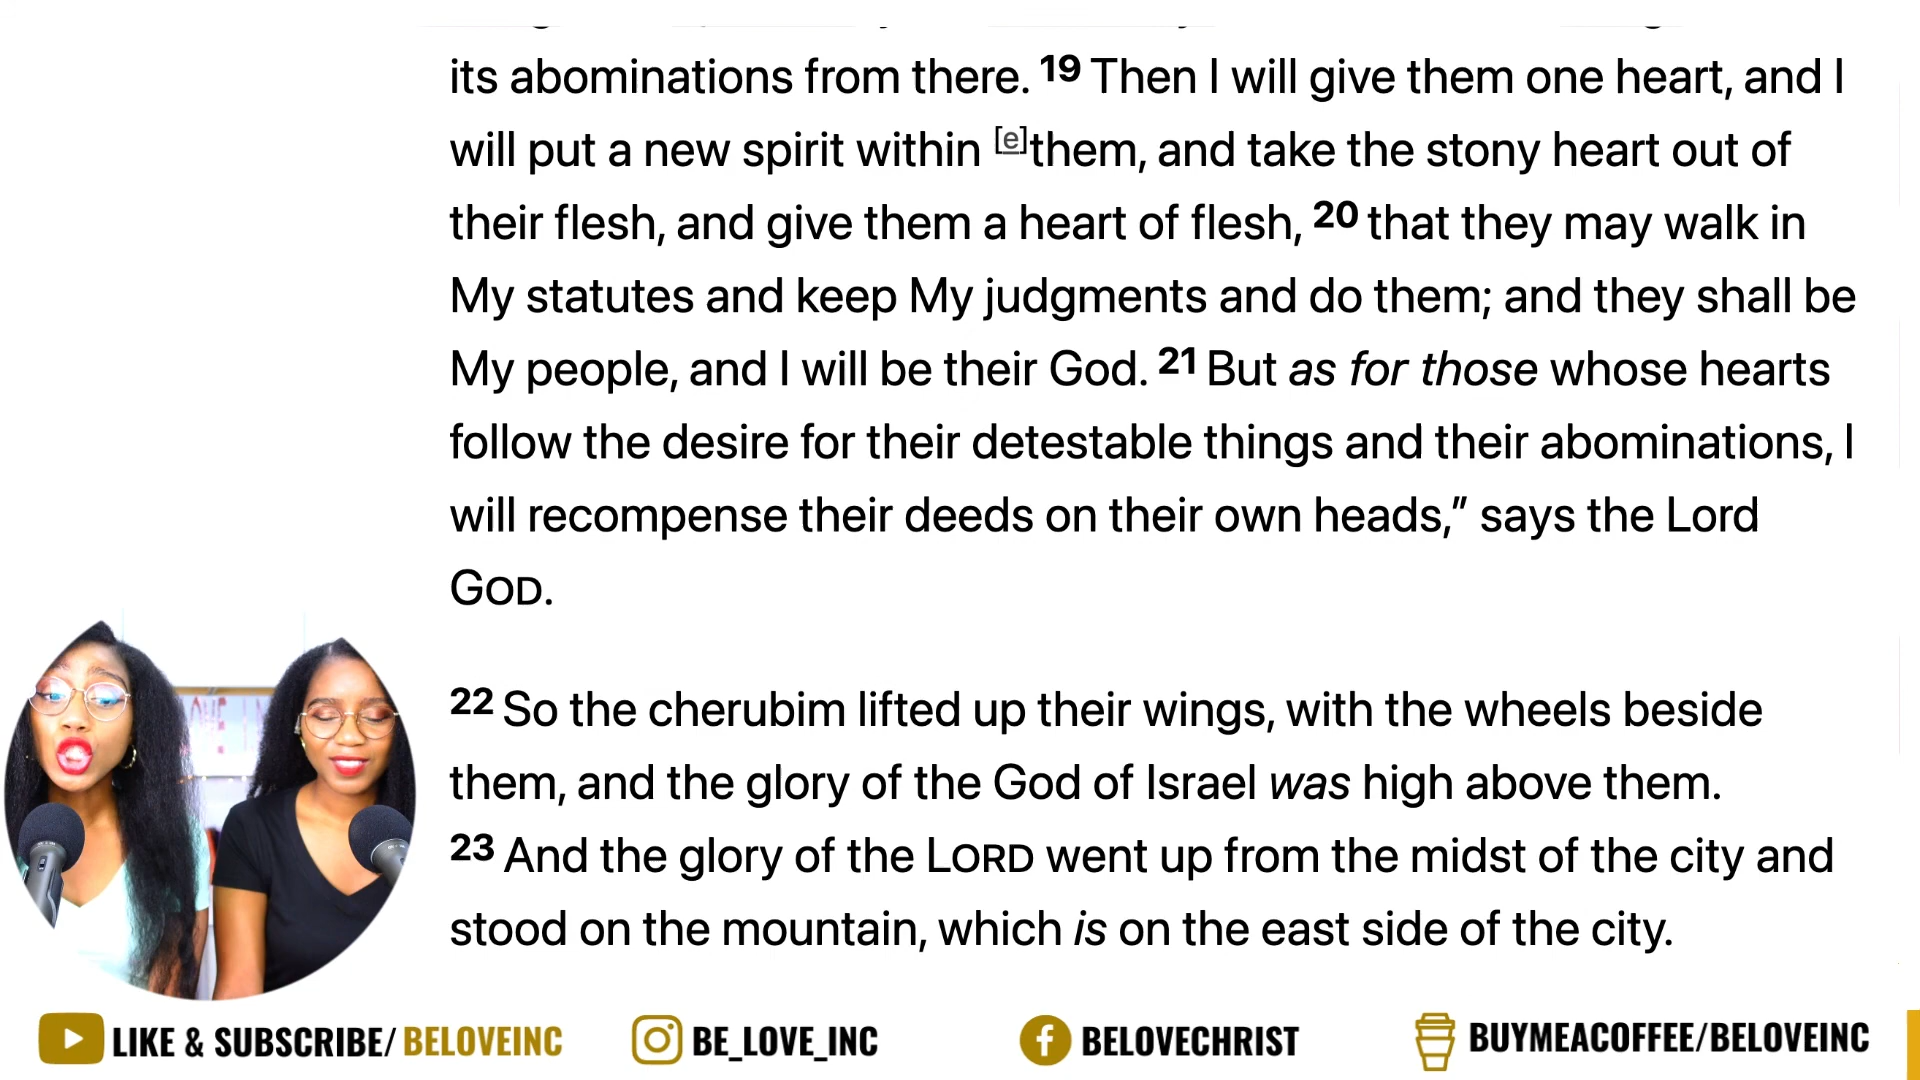 its abominations from there. 19 Then I will give them one heart, and I
will put a new spirit within [e]them, and take the stony heart out of
their flesh, and give them a heart of flesh, 20 that they may walk in
My statutes and keep My judgments and do them; and they shall be
My people, and I will be their God. 21 But as for those whose hearts
follow the desire for their detestable things and their abominations, I
will recompense their deeds on their own heads,” says the Lord
GOD.
22 So the cherubim lifted up their wings, with the wheels beside
them, and the glory of the God of Israel was high above them.
23 And the glory of the LORD went up from the midst of the city and
stood on the mountain, which is on the east side of the city.
LIKE & SUBSCRIBE/ BELOVEINC BE_LOVE_INC BELOVECHRIST BUYMEACOFFEE/BELOVEINC